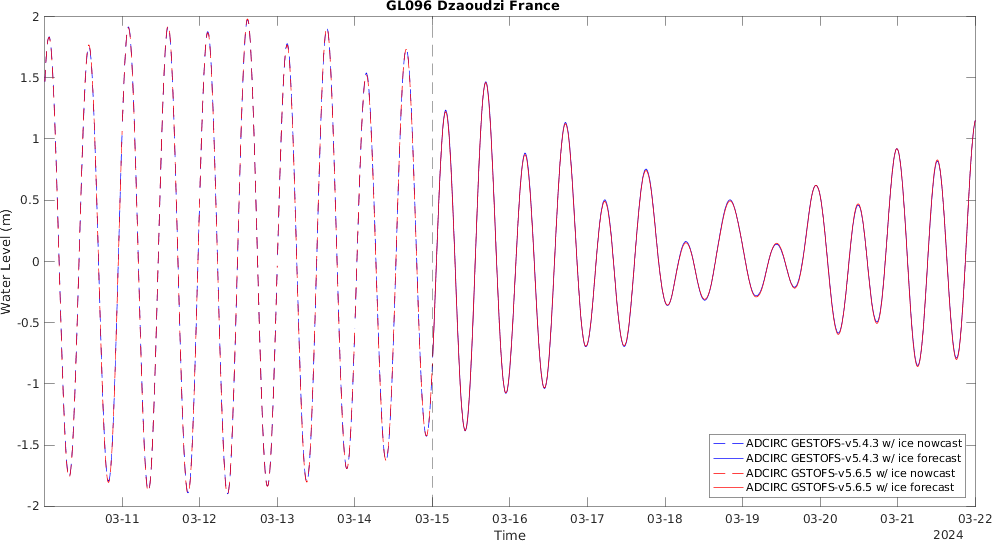 GL096 Dzaoudzi France
2
1.5
1
0.5
0
-0.5
-1
-1.5
-2
Water Level (m)
ADCIRC GESTOFS-v5.4.3 w/ ice nowcast
ADCIRC GESTOFS-v5.4.3 w/ ice forecast
ADCIRC GSTOFS-v5.6.5 w/ ice nowcast
ADCIRC GSTOFS-v5.6.5 w/ ice forecast
03-11 03-12 03-13 03-14 03-15 03-16 03-17 03-18 03-19 03-20 03-21 03-22
Time
2024